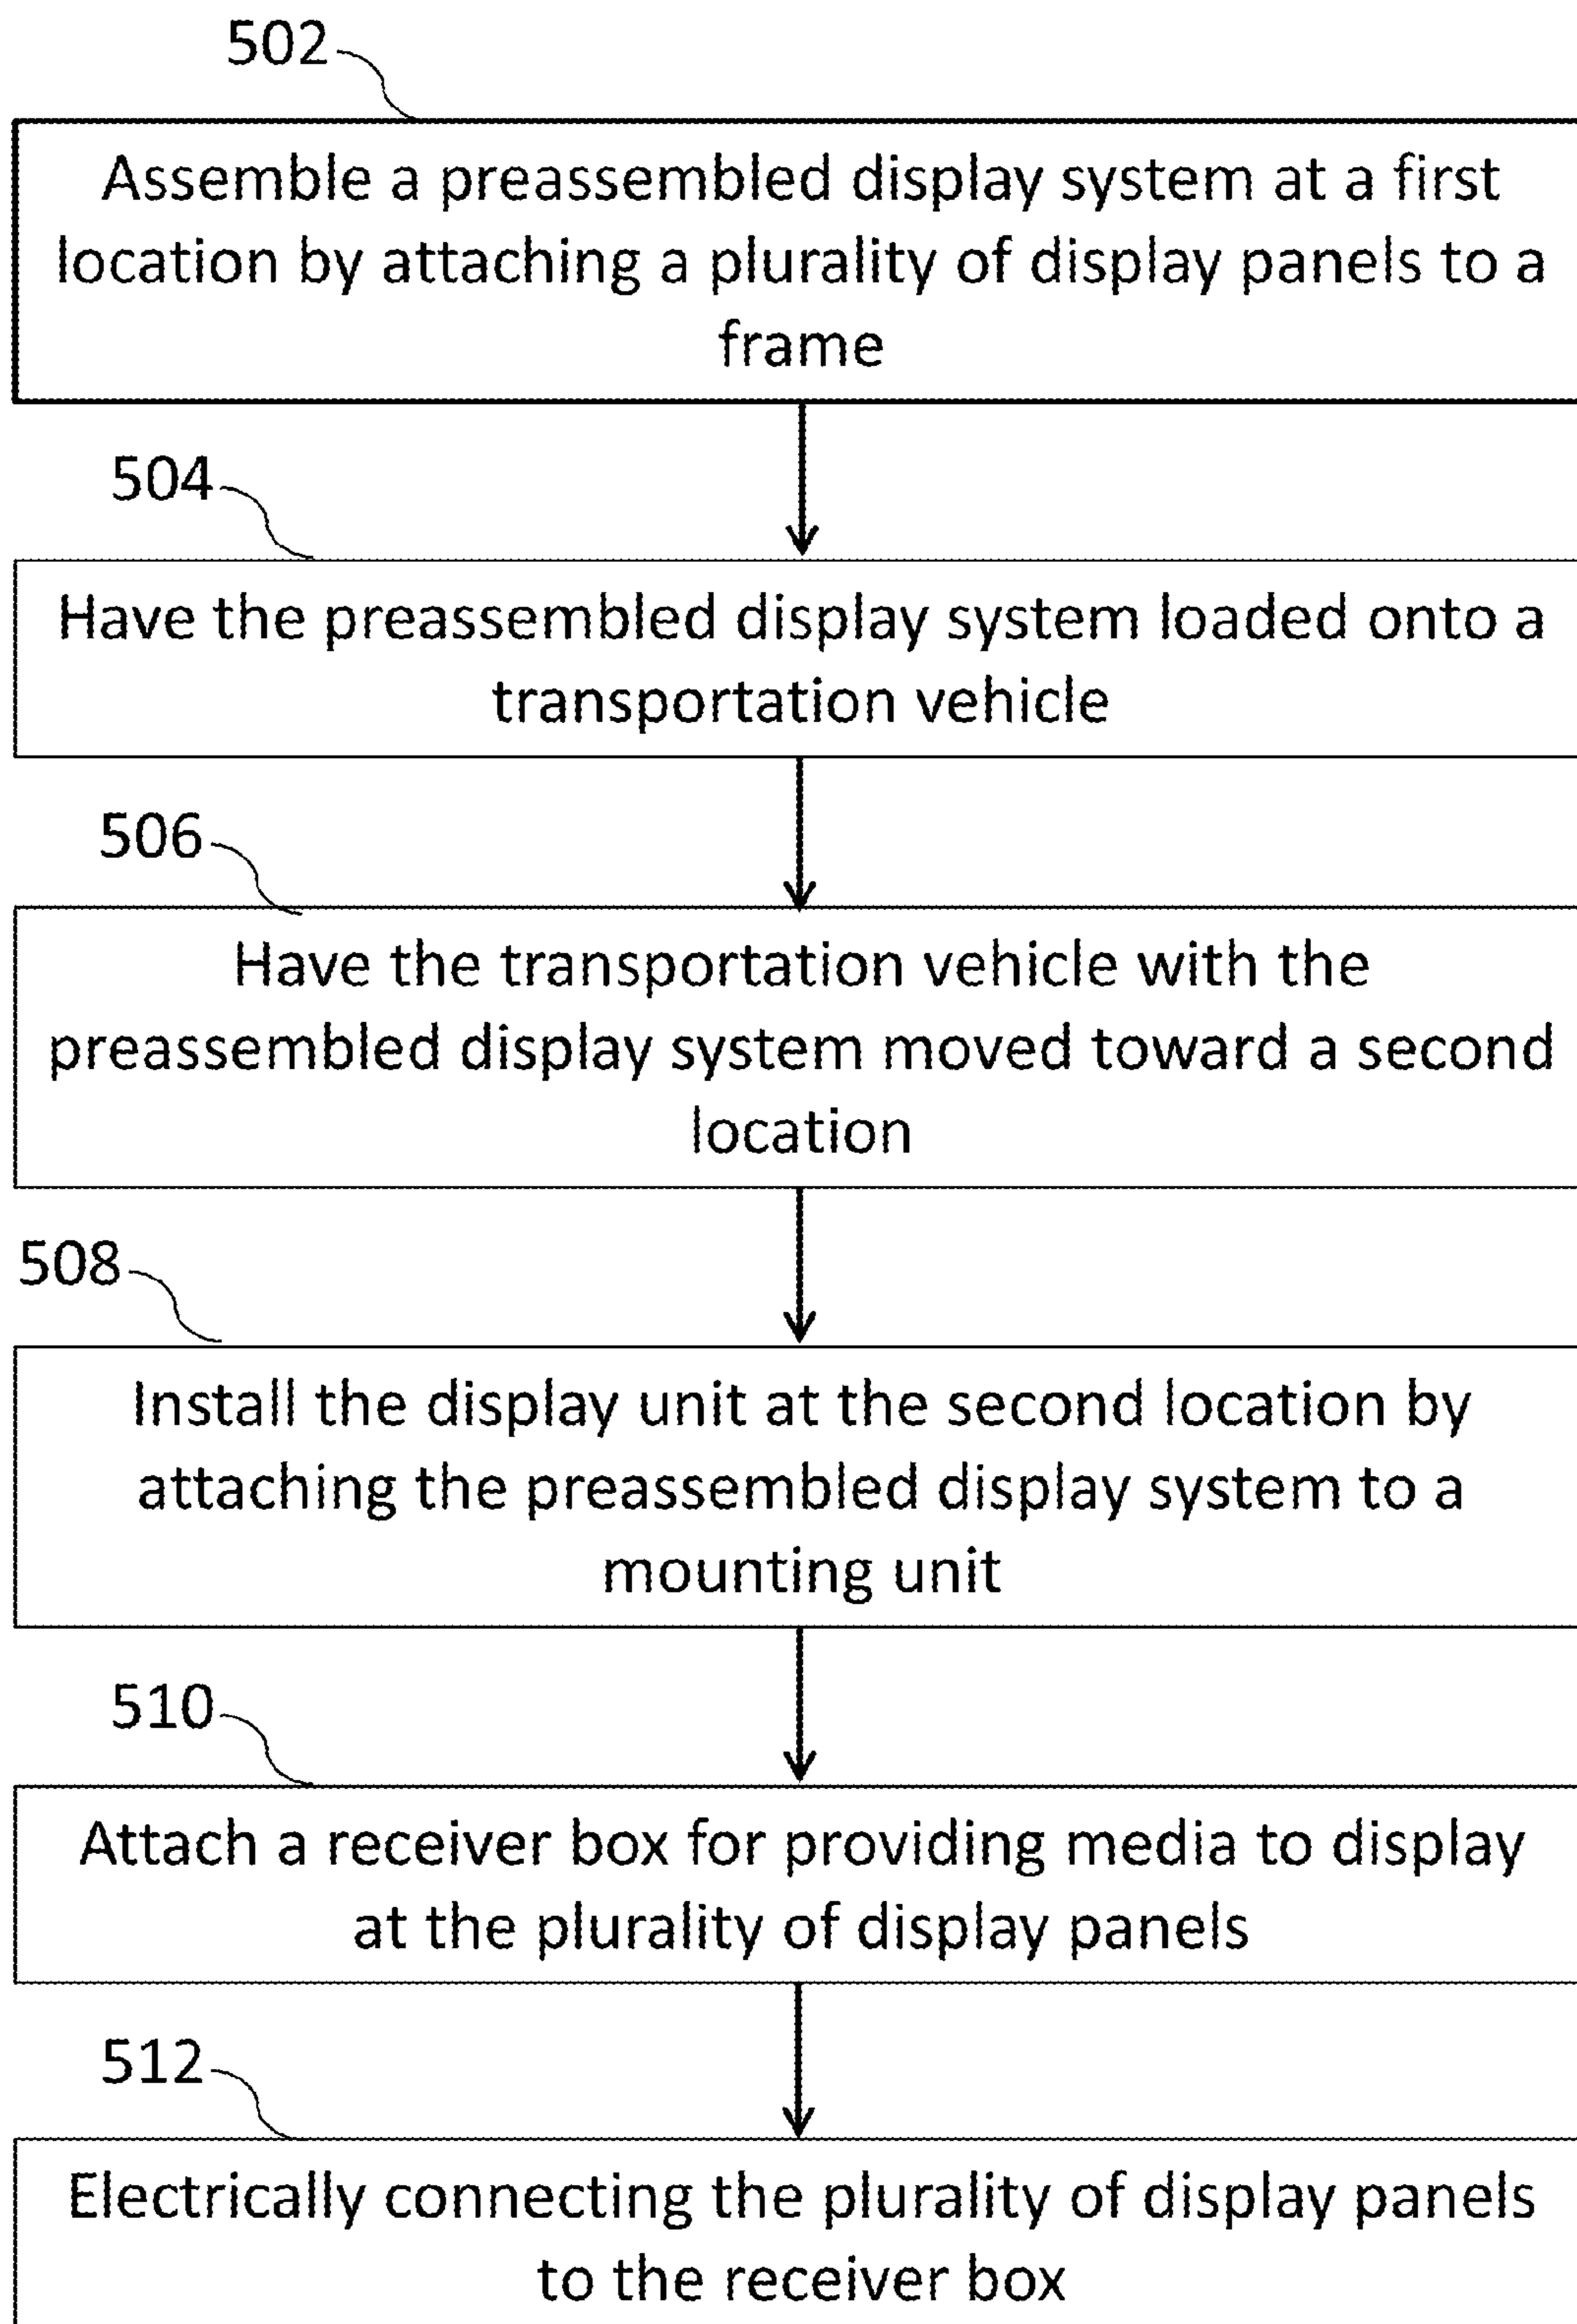 502
Assemble a preassembled display system at a first
location by attaching a plurality of display panels to a
frame
504
Have the preassembled display system loaded onto a
transportation vehicle
506
Have the transportation vehicle with the
preassembled display system moved toward a second
location
508
Install the display unit at the second location by
attaching the preassembled display system to a
mounting unit
510
Attach a receiver box for providing media to display
at the plurality of display panels
512
Electrically connecting the plurality of display panels
to the receiver box